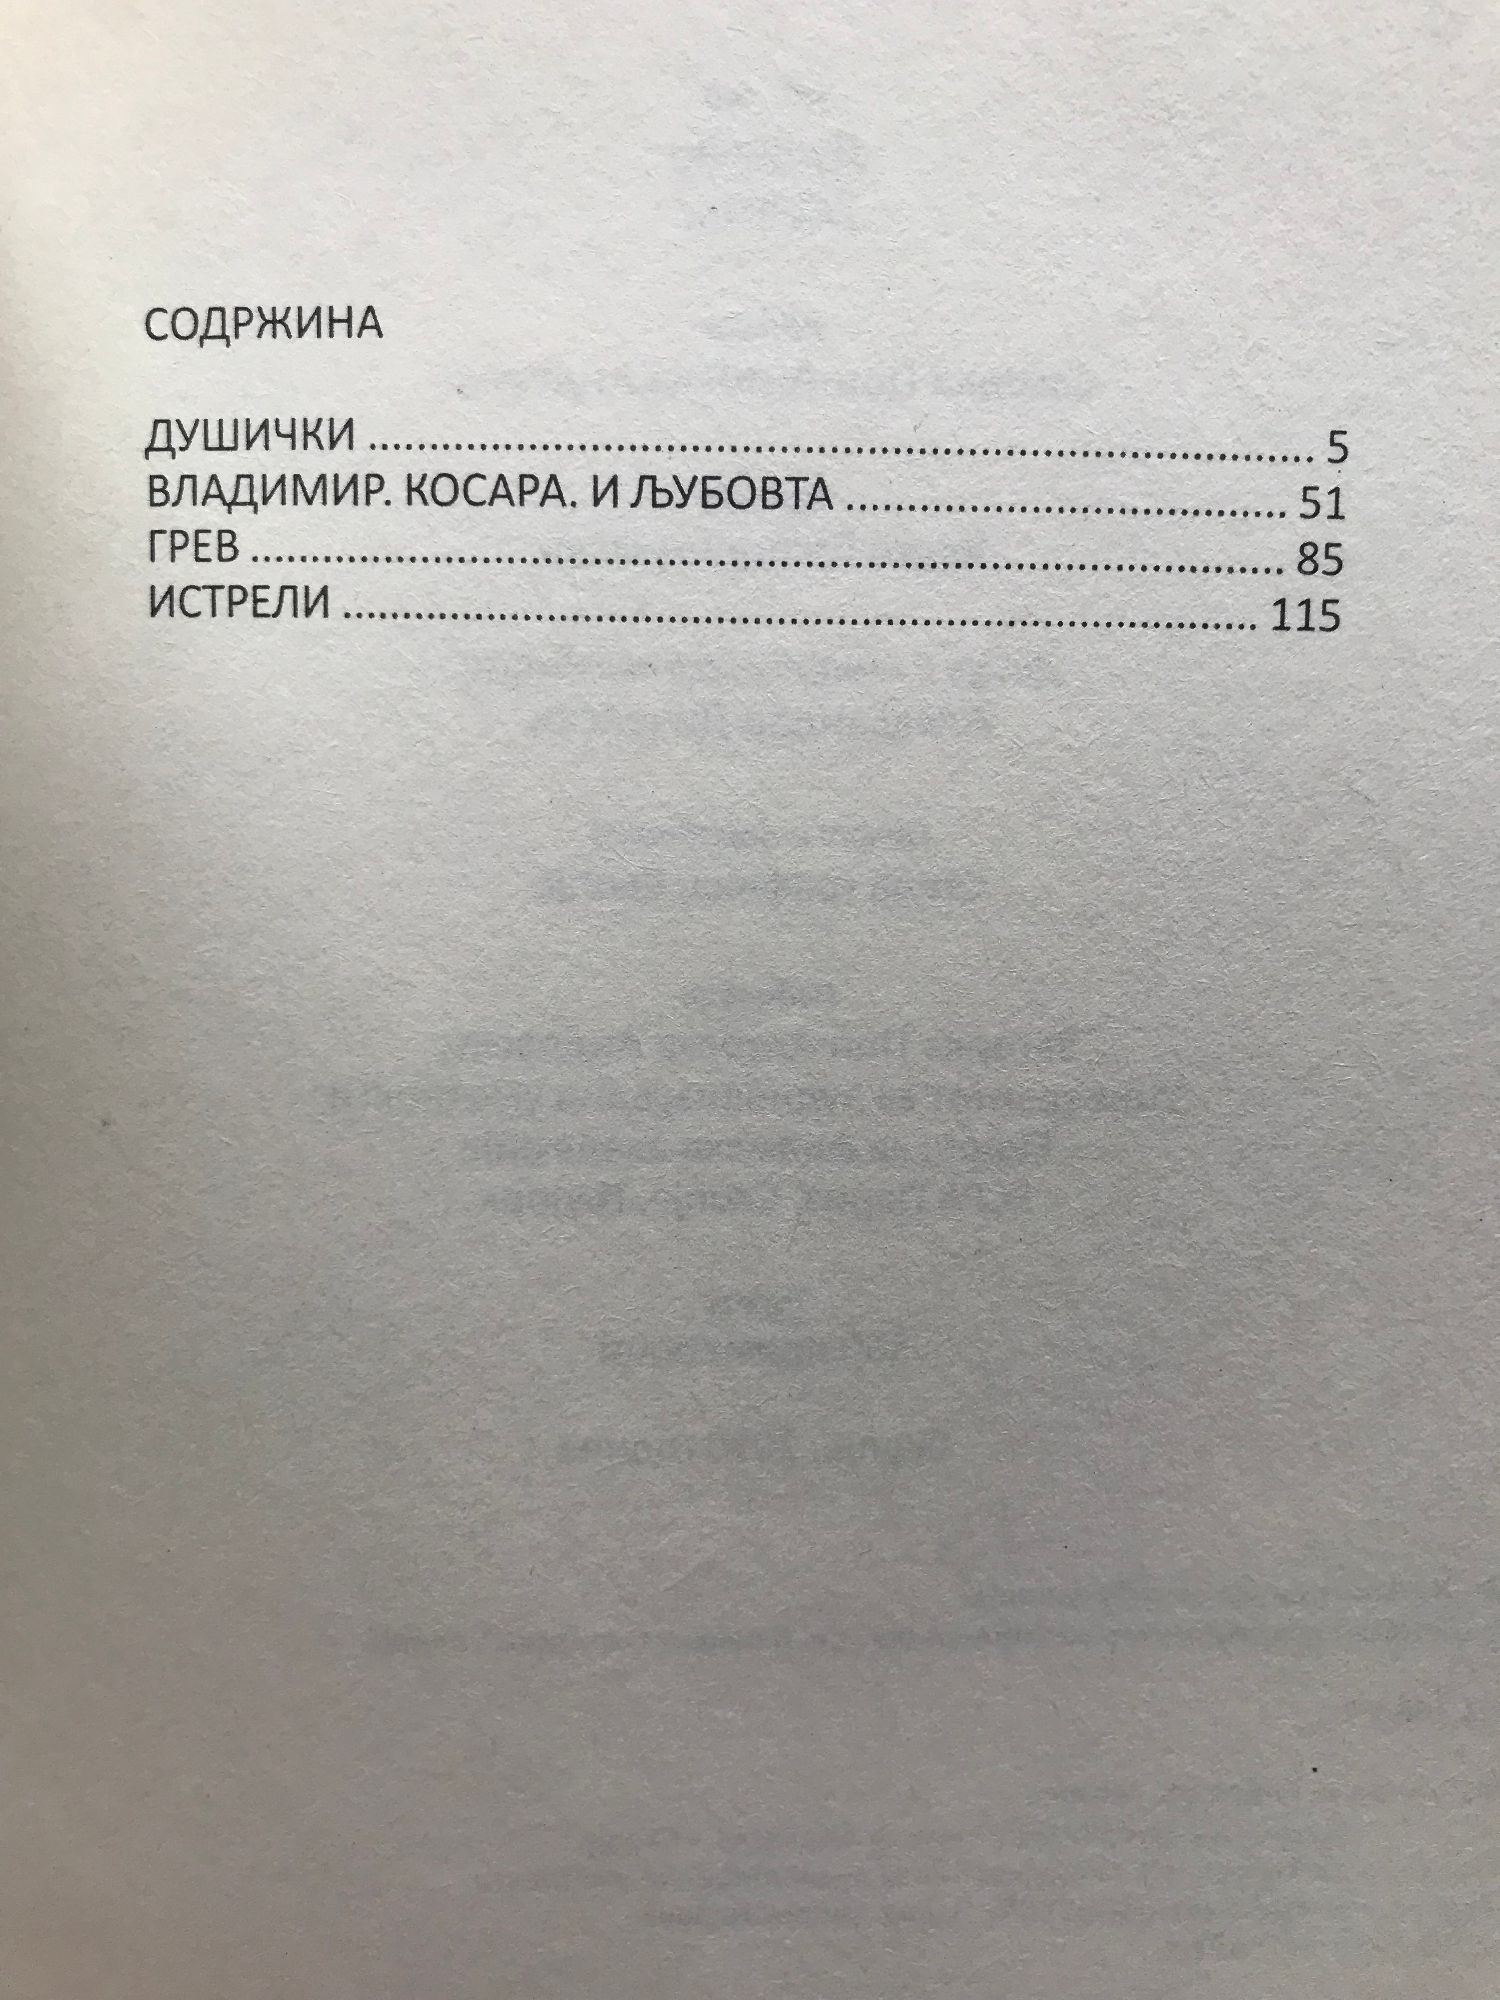 СОДРЖИНА
ДУШИЧКИ ........................................................................... 5
ВЛАДИМИР. КОСАРА. И ЉУБОВТА .................................... 51
ГРЕВ .................................................................................... 85
ИСТРЕЛИ .......................................................................... 115